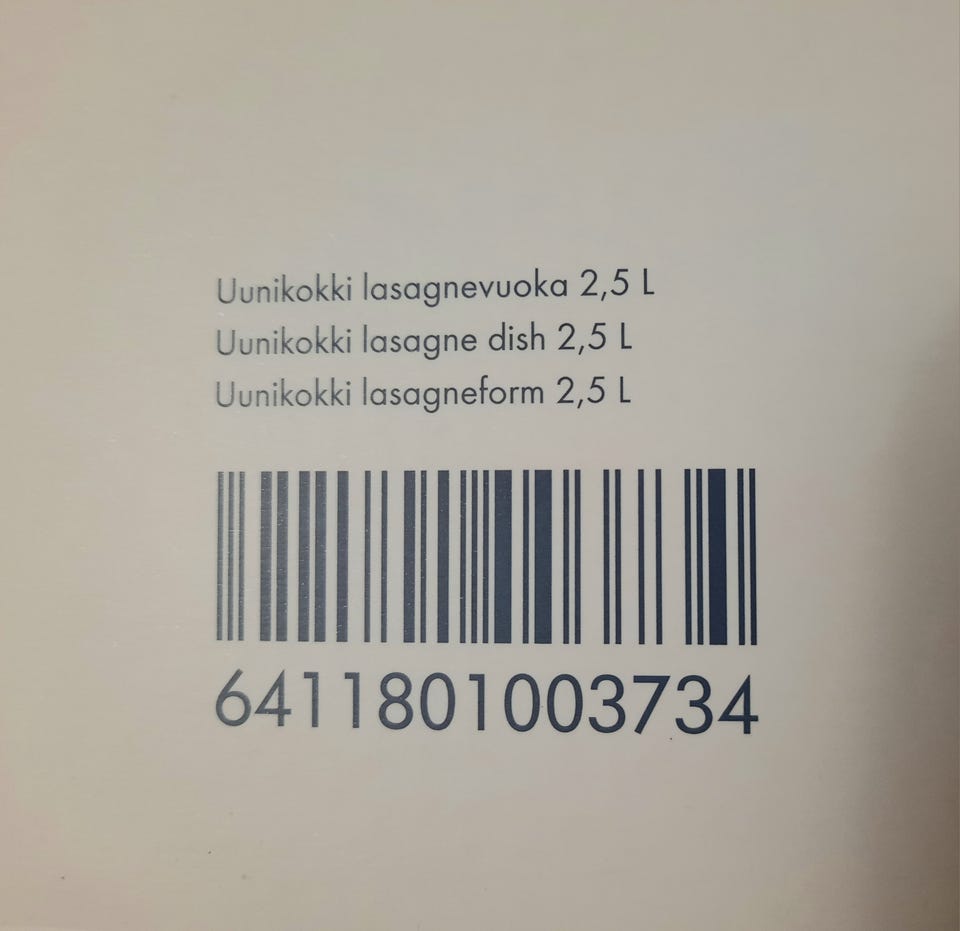 Uunikokki lasagnevuoka 2,5 L
Uunikokki lasagne dish 2,5 L
Uunikokki lasagneform 2,5 L
6411801003734